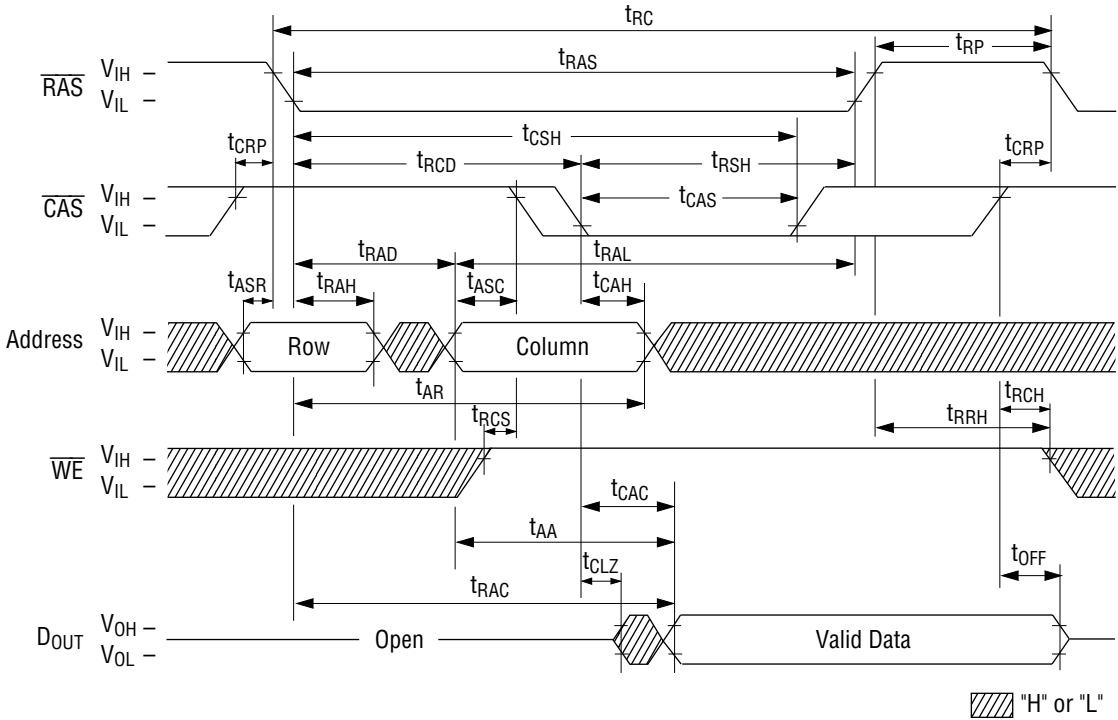 tRC
tRP
tRAS
RAS
VIH
VIL
tCSH
tCRP
tRCD
tRSH
tCRP
CAS
VIH
VIL
tCAS
tRAD
tRAL
tASR
tRAH
tASC
tCAH
Address
VIH
VIL
Row
Column
tAR
tRCS
tRCH
tRRH
WE
VIH
VIL
tCAC
tAA
tCLZ
tOFF
tRAC
DOUT
VOH
VOL
Open
Valid Data
"H" or "L"